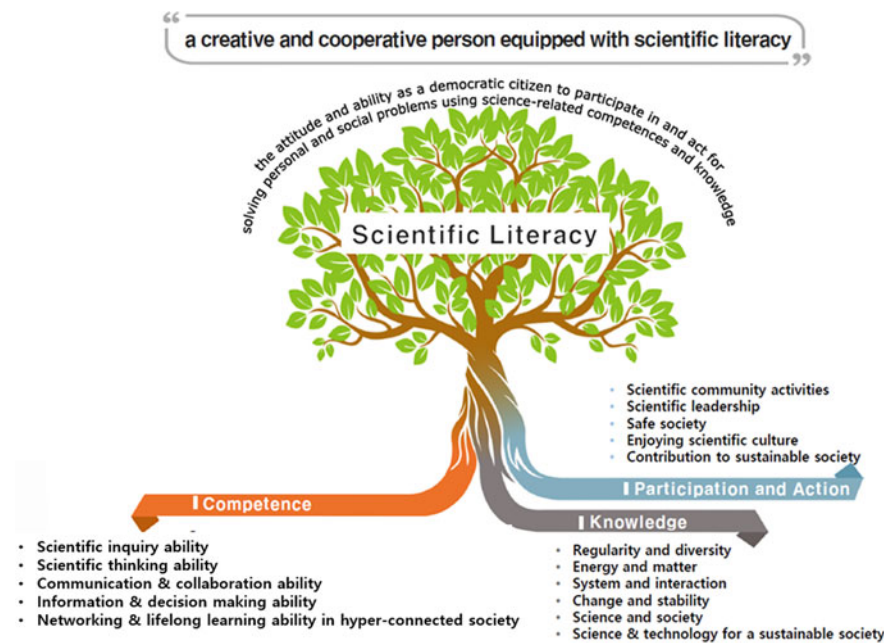 “
a creative and cooperative person equipped with scientific literacy
”
the attitude and ability as a democratic citizen to participate in and act for
solving personal and social problems using science-related competences and knowledge
Scientific Literacy
• Scientific community activities
• Scientific leadership
• Safe society
• Enjoying scientific culture
• Contribution to sustainable society
Participation and Action
Competence
Knowledge
• Scientific inquiry ability
• Scientific thinking ability
• Communication & collaboration ability
• Information & decision making ability
• Networking & lifelong learning ability in hyper-connected society
• Regularity and diversity
• Energy and matter
• System and interaction
• Change and stability
• Science and society
• Science & technology for a sustainable society